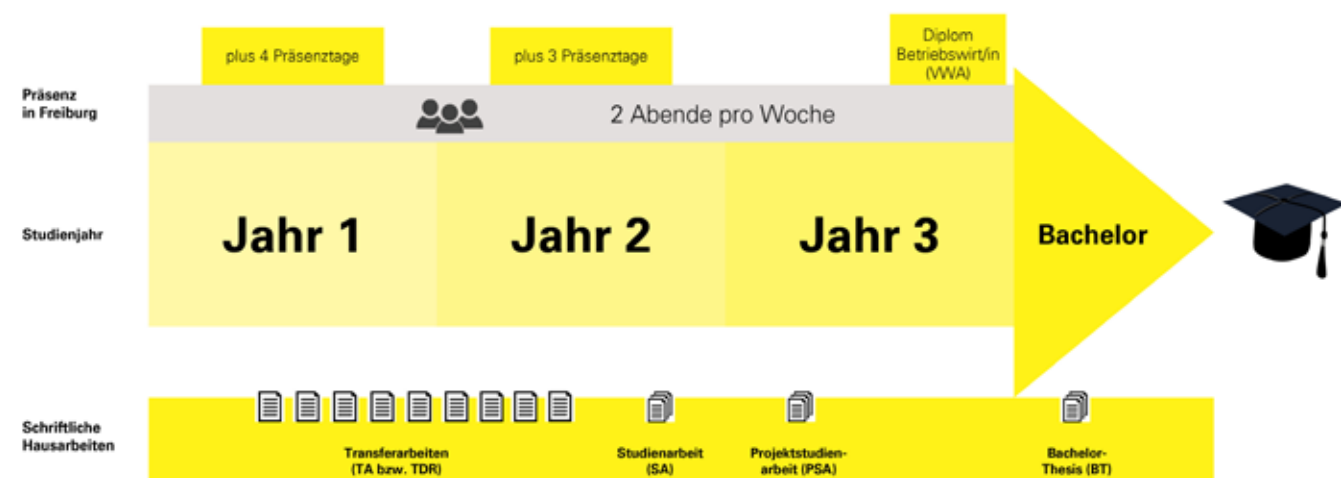 plus 4 Präsenztage
plus 3 Präsenztage
Diplom
Betriebswirt/in
(VWA)
Präsenz
in Freiburg
2 Abende pro Woche
Studienjahr
Jahr 1
Jahr 2
Jahr 3
Bachelor
Schriftliche
Hausarbeiten
Transferarbeiten
(TA bzw. TDR)
Studienarbeit
(SA)
Projektstudien-
arbeit (PSA)
Bachelor-
Thesis (BT)